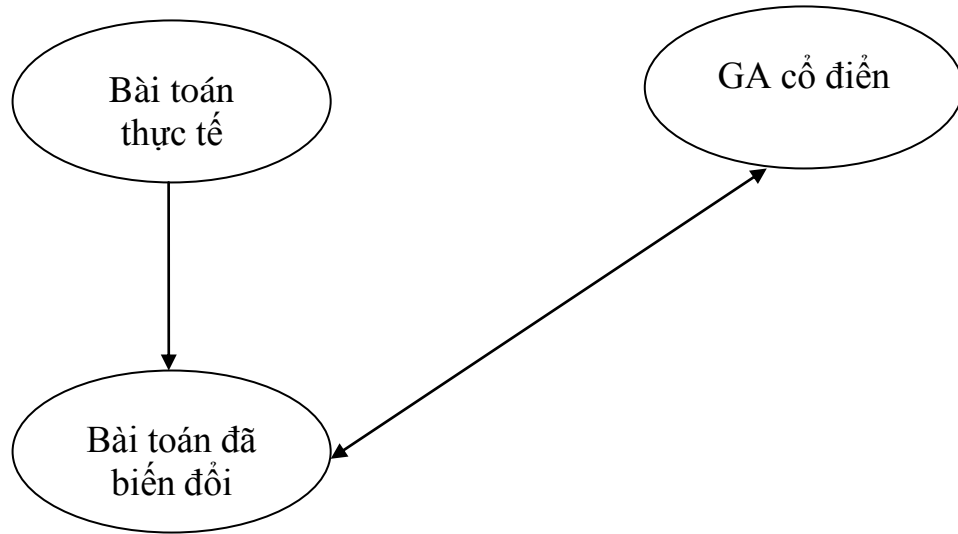 Bài toán
thực tế
GA cổ điển
Bài toán đã
biến đổi